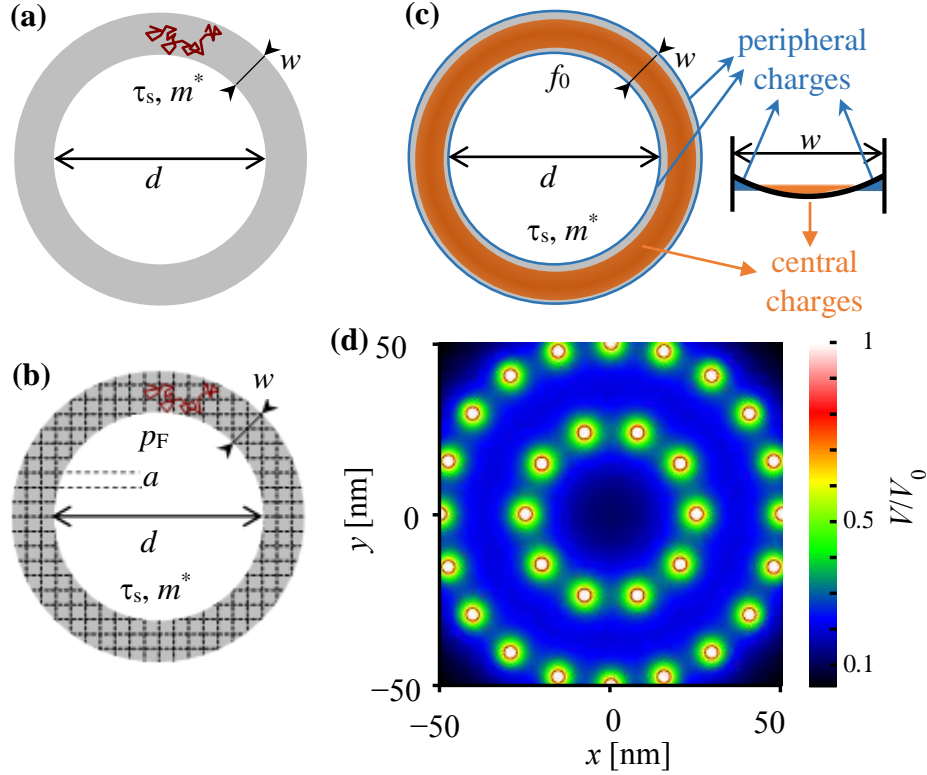 (a)
w
τs, m*
d
(c)
w
f0
d
τs, m*
peripheral
charges
w
central
charges
(b)
w
pF
a
d
τs, m*
(d)
50
0
−50
y [nm]
−50
0
50
x [nm]
1
0.5
0.1
V/V0